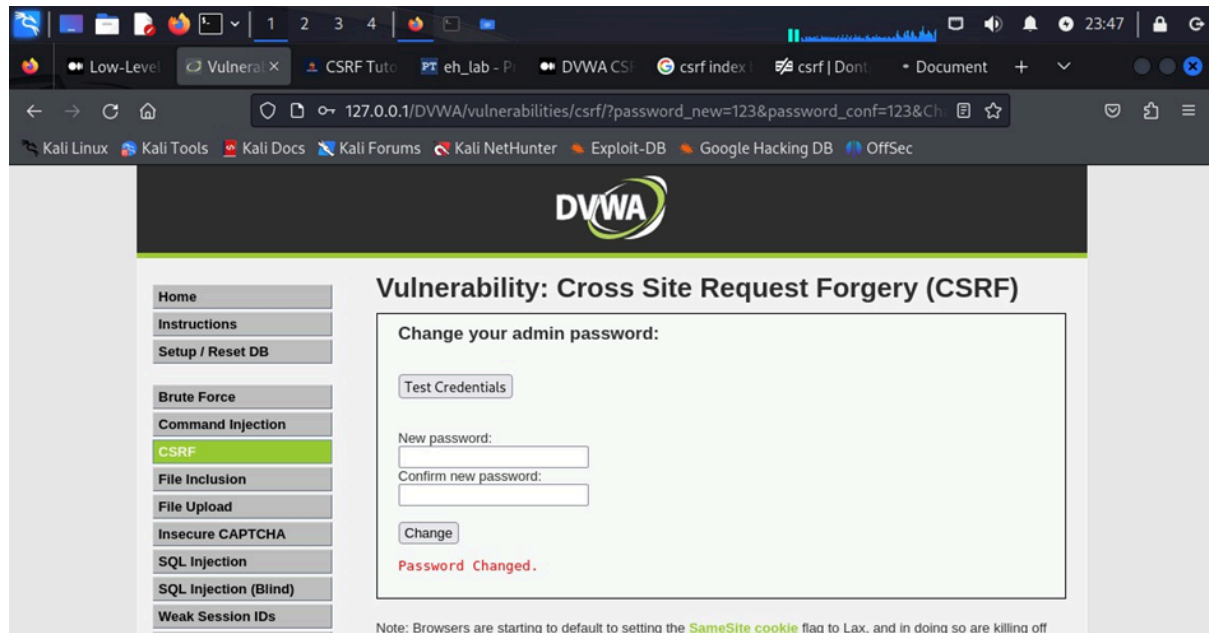 1 2 3 4 23:47
Low-Level Vulneral CSRF Tuto eh_lab - P DVWA CSF csrf index csrf | Dont Document
127.0.0.1/DVWA/vulnerabilities/csrf/?password_new=123&password_conf=123&Ch
Kali Linux Kali Tools Kali Docs Kali Forums Kali NetHunter Exploit-DB Google Hacking DB OffSec
DVWA
Vulnerability: Cross Site Request Forgery (CSRF)
Home
Instructions
Setup / Reset DB
Brute Force
Command Injection
CSRF
File Inclusion
File Upload
Insecure CAPTCHA
SQL Injection
SQL Injection (Blind)
Weak Session IDs
Change your admin password:
Test Credentials
New password:
Confirm new password:
Change
Password Changed.
Note: Browsers are starting to default to setting the SameSite cookie flag to Lax, and in doing so are killing off